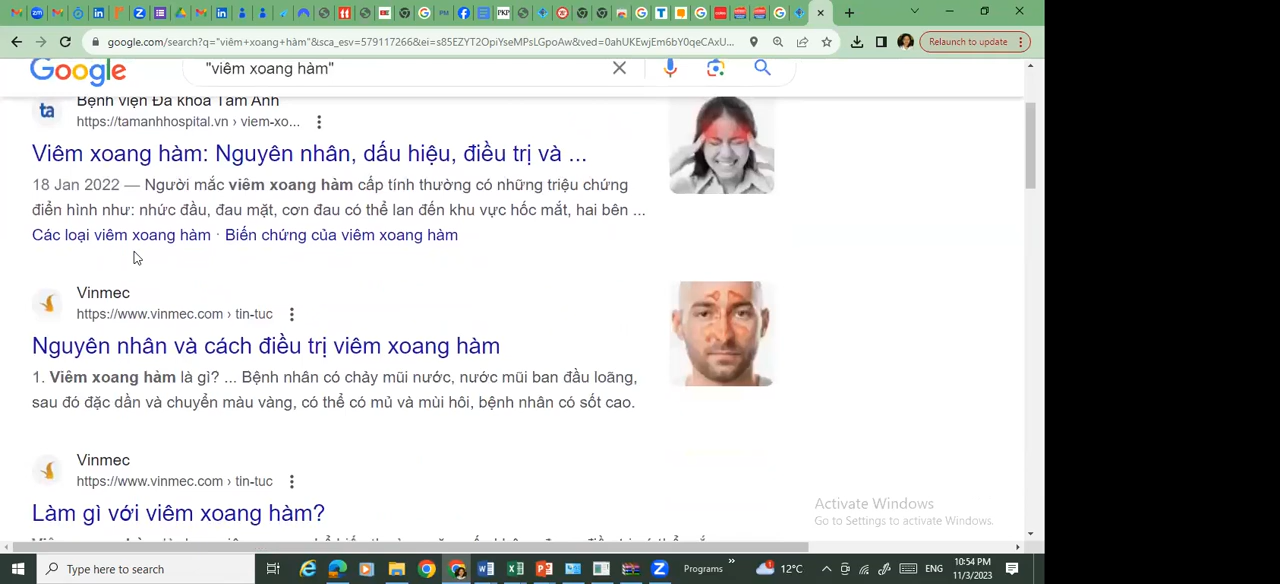 google.com/search?q="viêm+xoang+hàm"&sca_esv=579117266&ei=s85EZYT2OpiYseMPsLGpoAw&ved=0ahUKEwjEm6bY0qeCAxU...
Relaunch to update
Google
"viêm xoang hàm"
Bệnh viện Đa khoa Tâm Anh
https://tamanhhospital.vn › viem-xo...
Viêm xoang hàm: Nguyên nhân, dấu hiệu, điều trị và ...
18 Jan 2022 — Người mắc viêm xoang hàm cấp tính thường có những triệu chứng
điển hình như: nhức đầu, đau mặt, cơn đau có thể lan đến khu vực hốc mắt, hai bên ...
Các loại viêm xoang hàm · Biến chứng của viêm xoang hàm
Vinmec
https://www.vinmec.com › tin-tuc
Nguyên nhân và cách điều trị viêm xoang hàm
1. Viêm xoang hàm là gì? ... Bệnh nhân có chảy mũi nước, nước mũi ban đầu loãng,
sau đó đặc dần và chuyển màu vàng, có thể có mủ và mùi hôi, bệnh nhân có sốt cao.
Vinmec
https://www.vinmec.com › tin-tuc
Làm gì với viêm xoang hàm?
Activate Windows
Go to Settings to activate Windows.
Type here to search
Programs
12°C
ENG
10:54 PM
11/3/2023